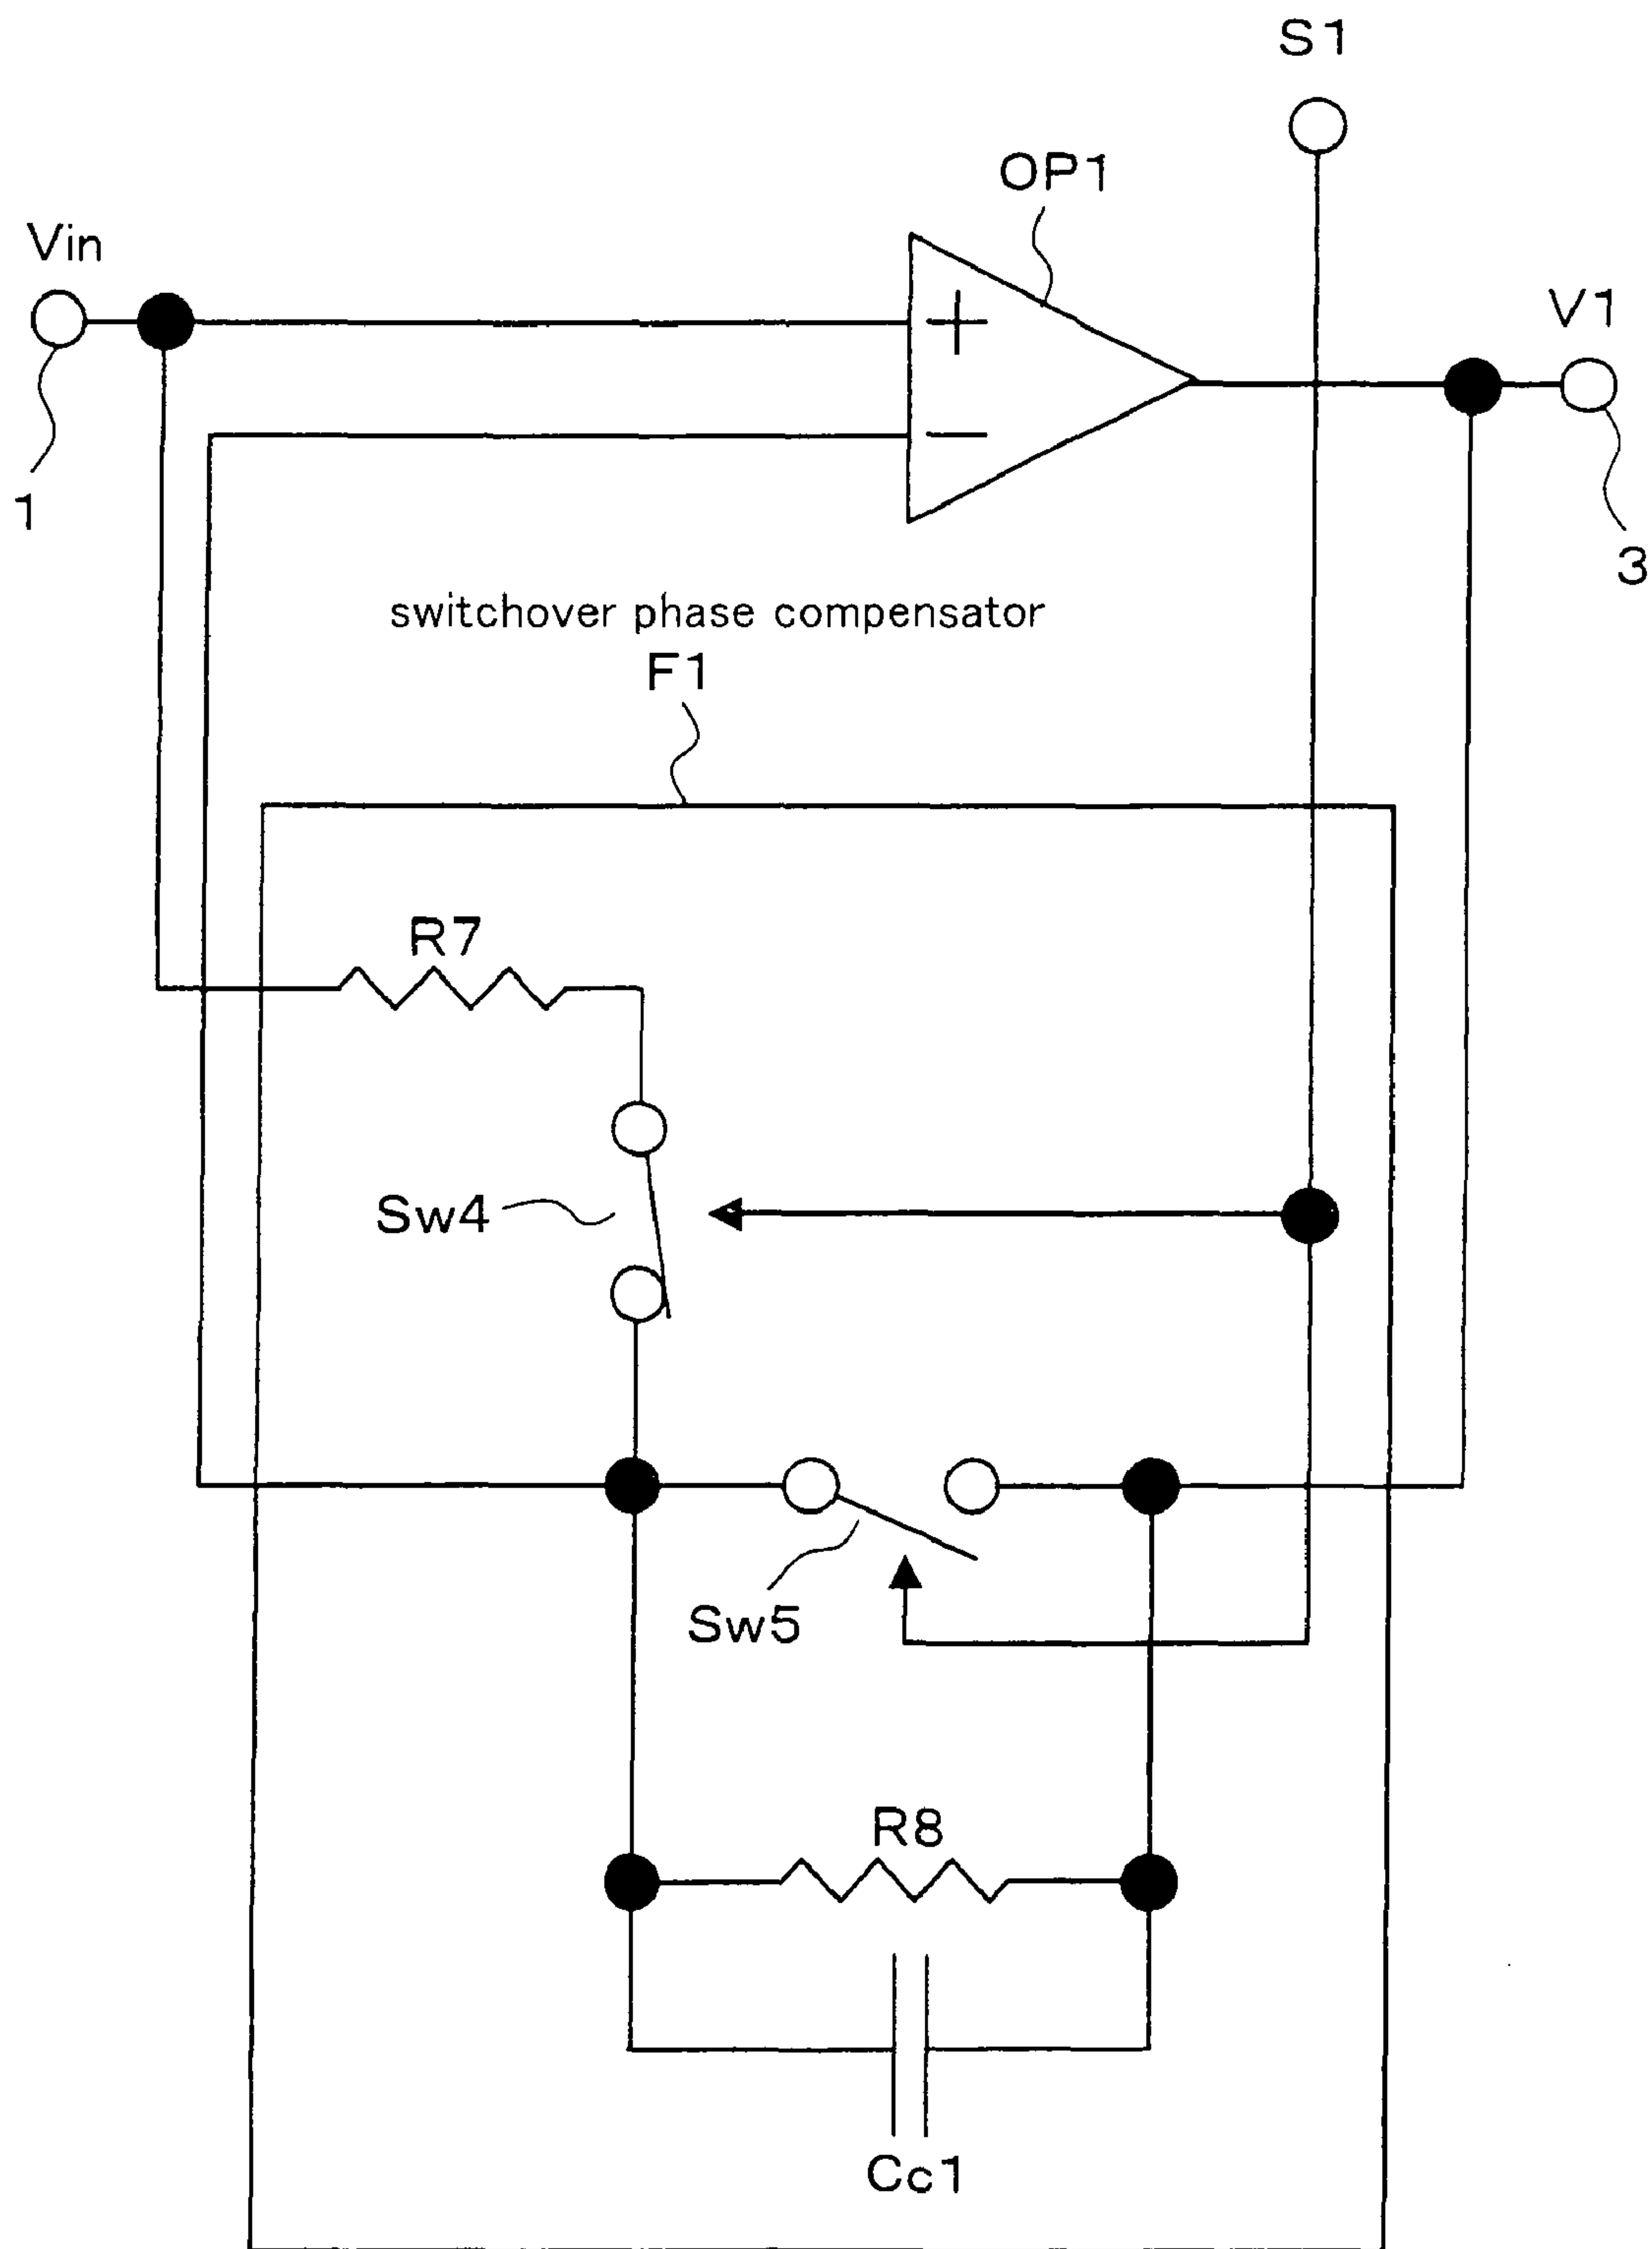 S1
OP1
Vin
V1
+
−
1
3
switchover phase compensator
F1
R7
Sw4
Sw5
R8
Cc1